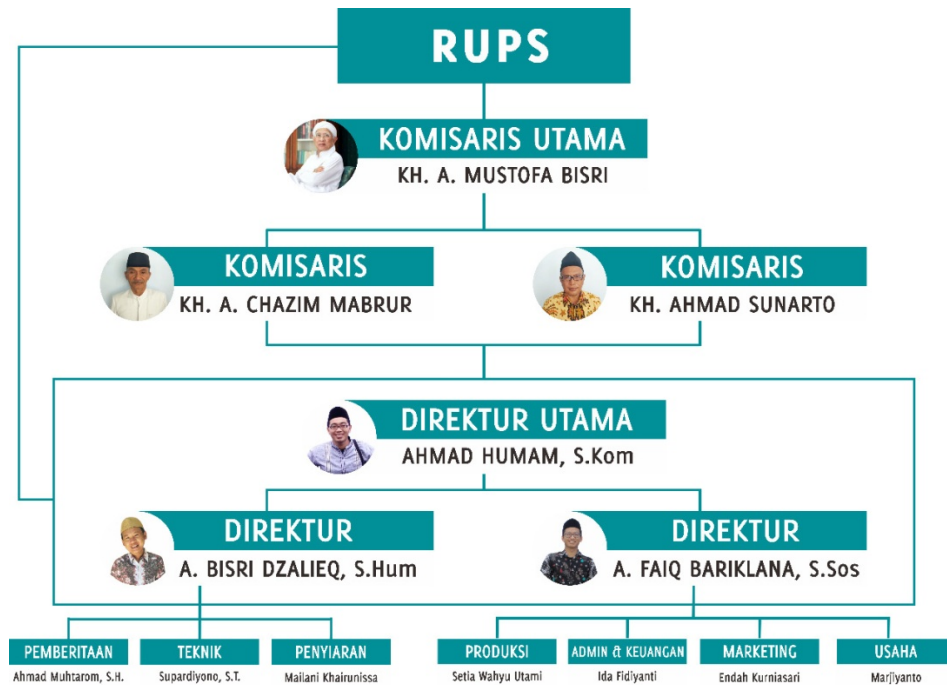 RUPS
KOMISARIS UTAMA
KH. A. MUSTOFA BISRI
KOMISARIS
KH. A. CHAZIM MABRUR
KOMISARIS
KH. AHMAD SUNARTO
DIREKTUR UTAMA
AHMAD HUMAM, S.Kom
DIREKTUR
A. BISRI DZALIEQ, S.Hum
DIREKTUR
A. FAIQ BARIKLANA, S.Sos
PEMBERITAAN
Ahmad Muhtarom, S.H.
TEKNIK
Supardiyono, S.T.
PENYIARAN
Mailani Khairunissa
PRODUKSI
Setia Wahyu Utami
ADMIN & KEUANGAN
Ida Fidiyanti
MARKETING
Endah Kurniasari
USAHA
Marjiyanto